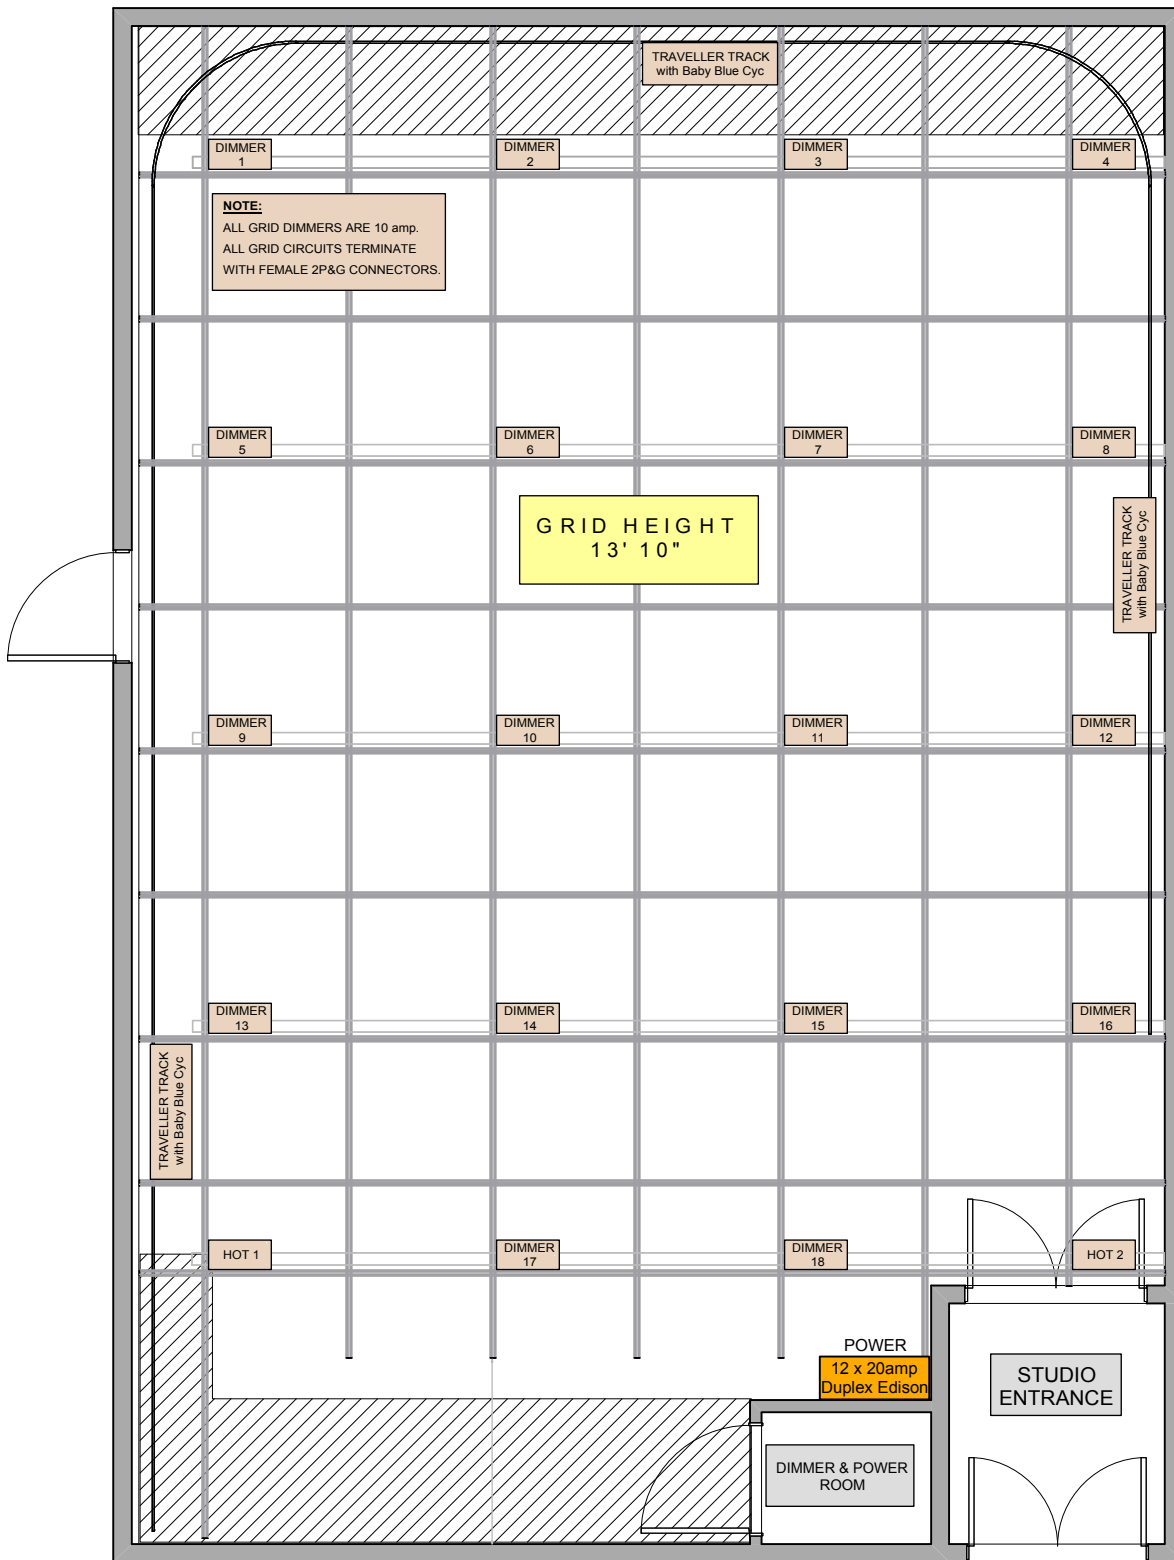 TRAVELLER TRACK
with Baby Blue Cyc
DIMMER
1
DIMMER
2
DIMMER
3
DIMMER
4
NOTE:
ALL GRID DIMMERS ARE 10 amp.
ALL GRID CIRCUITS TERMINATE
WITH FEMALE 2P&G CONNECTORS.
DIMMER
5
DIMMER
6
DIMMER
7
DIMMER
8
GRID HEIGHT
13' 10"
TRAVELLER TRACK
with Baby Blue Cyc
DIMMER
9
DIMMER
10
DIMMER
11
DIMMER
12
DIMMER
13
DIMMER
14
DIMMER
15
DIMMER
16
TRAVELLER TRACK
with Baby Blue Cyc
HOT 1
DIMMER
17
DIMMER
18
HOT 2
POWER
12 x 20amp
Duplex Edison
STUDIO
ENTRANCE
DIMMER & POWER
ROOM